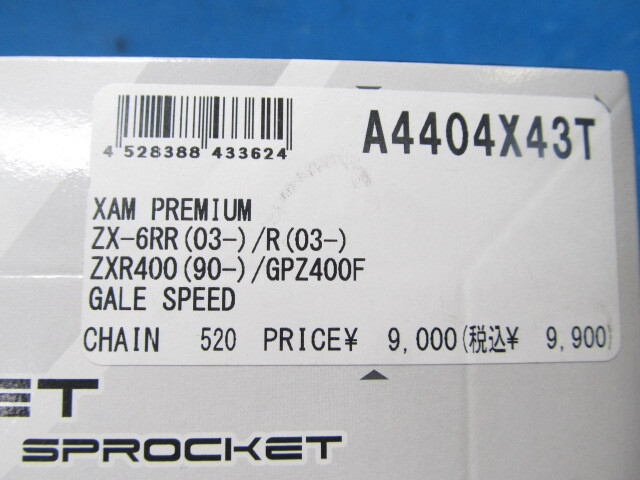 4 528388 433624
A4404X43T
XAM PREMIUM
ZX-6RR(03-)/R(03-)
ZXR400(90-)/GPZ400F
GALE SPEED
CHAIN 520 PRICE¥ 9,000(税込¥ 9,900)
ET
SPROCKET